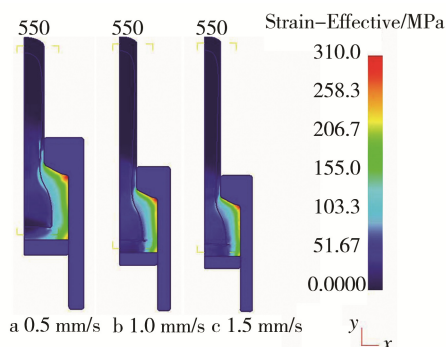 Strain-Effective/MPa
550
550
550
310.0
258.3
206.7
155.0
103.3
51.67
0.0000
a 0.5 mm/s
b 1.0 mm/s
c 1.5 mm/s
y
x